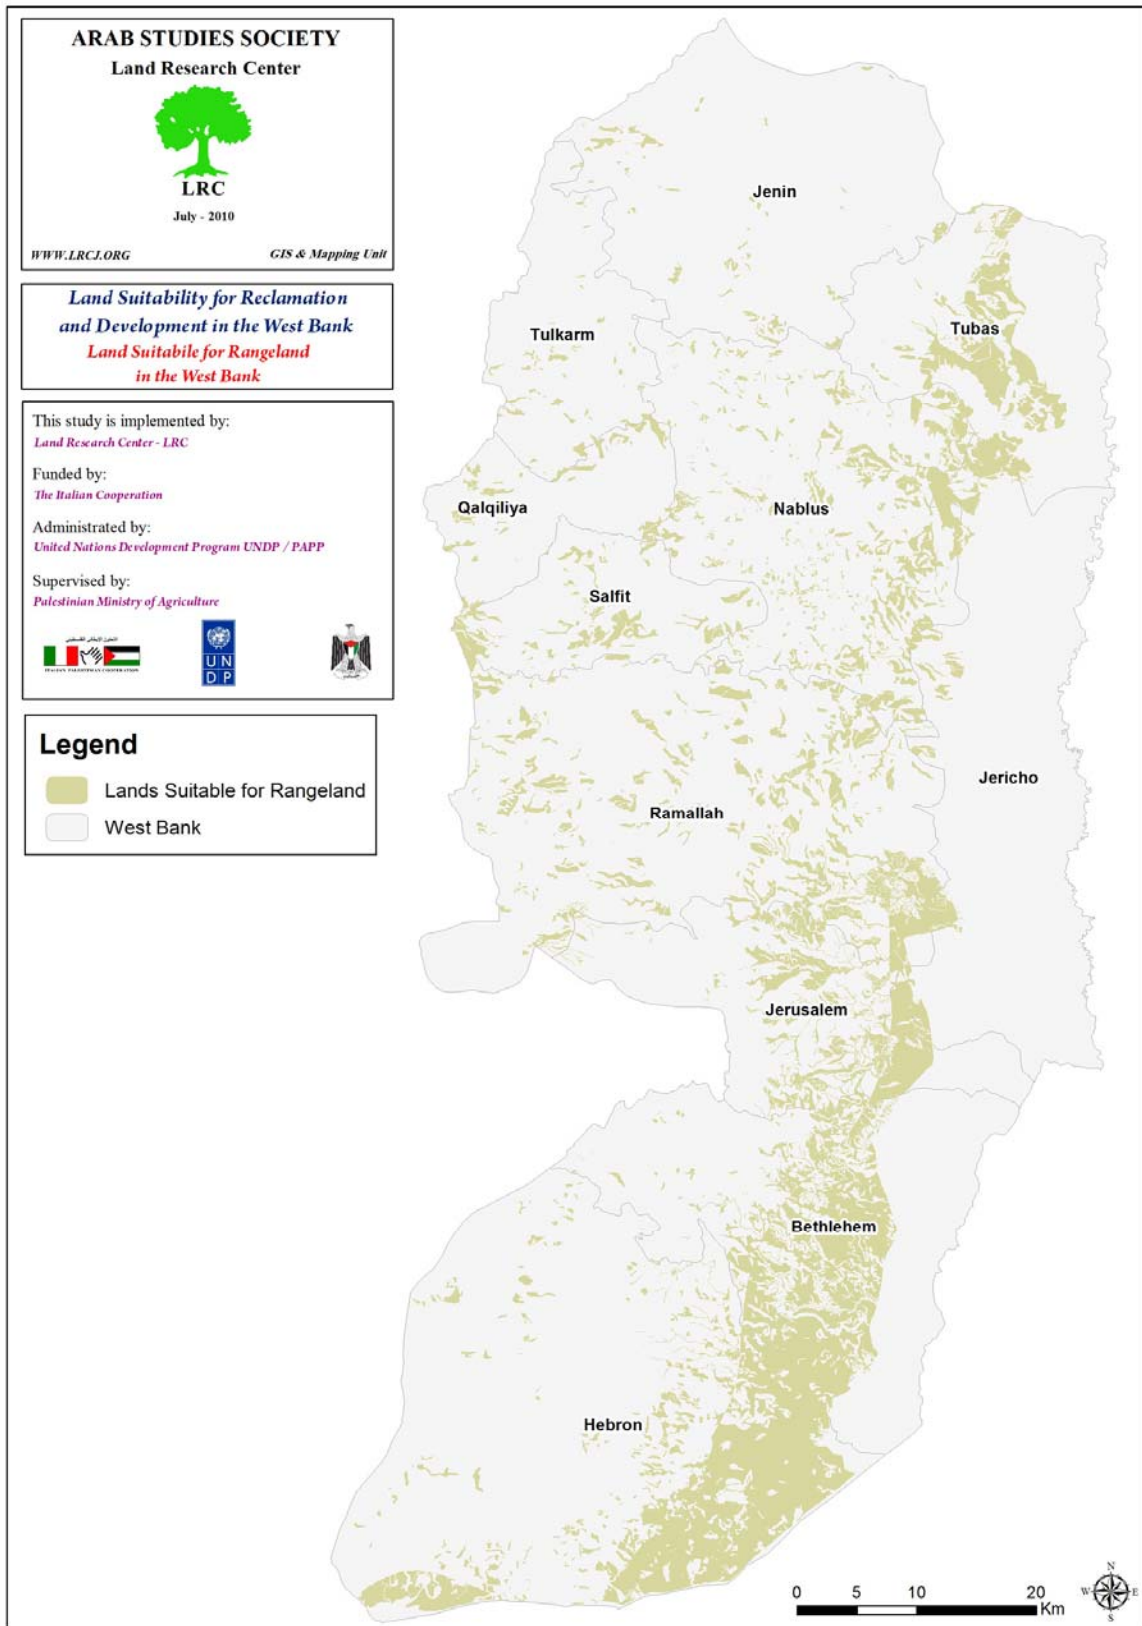 ARAB STUDIES SOCIETY
Land Research Center
LRC
July - 2010
WWW.LRCJ.ORG
GIS & Mapping Unit
Land Suitability for Reclamation
and Development in the West Bank
Land Suitabile for Rangeland
in the West Bank
This study is implemented by:
Land Research Center - LRC
Funded by:
The Italian Cooperation
Administrated by:
United Nations Development Program UNDP / PAPP
Supervised by:
Palestinian Ministry of Agriculture
ITALIAN PALESTINIAN COOPERATION
UN
DP
Legend
Lands Suitable for Rangeland
West Bank
Jenin
Tubas
Tulkarm
Qalqiliya
Nablus
Salfit
Jericho
Ramallah
Jerusalem
Bethlehem
Hebron
0 5 10 20
Km
N
W E
S